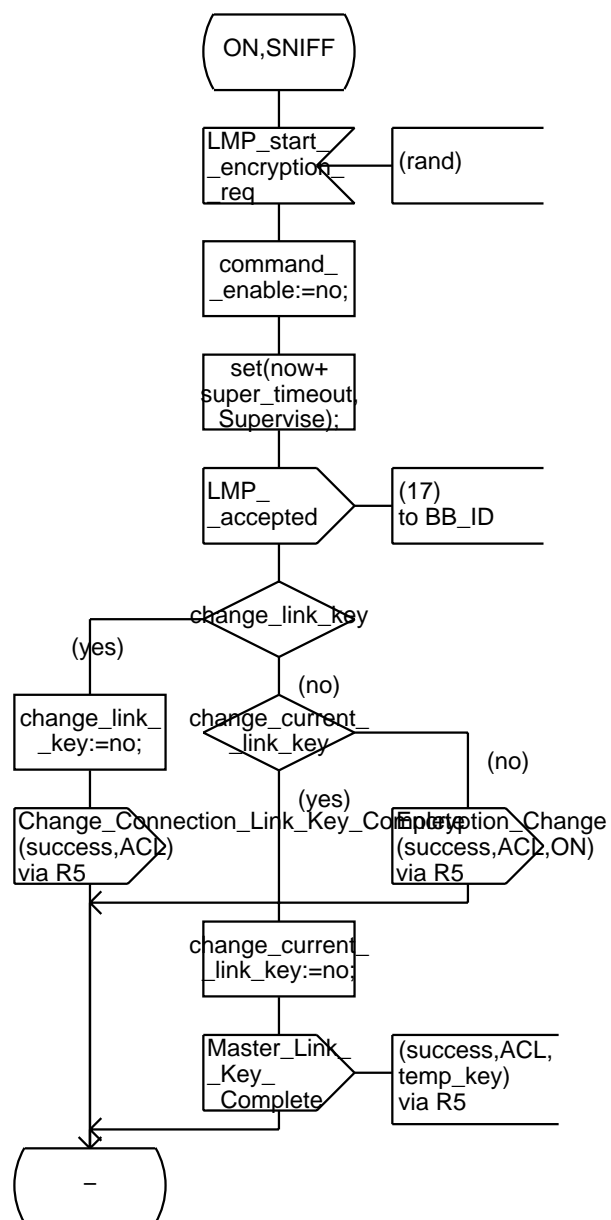 ON,SNIFF
LMP_start_
_encryption_
_req
(rand)
command_
_enable:=no;
set(now+
super_timeout,
Supervise);
LMP_
_accepted
(17)
to BB_ID
change_link_key
(yes)
(no)
change_link_
_key:=no;
change_current_
_link_key
(no)
(yes)
Change_Connection_Link_Key_Complete
(success,ACL)
via R5
Encryption_Change
(success,ACL,ON)
via R5
change_current_
_link_key:=no;
Master_Link_
_Key_
_Complete
(success,ACL,
temp_key)
via R5
–